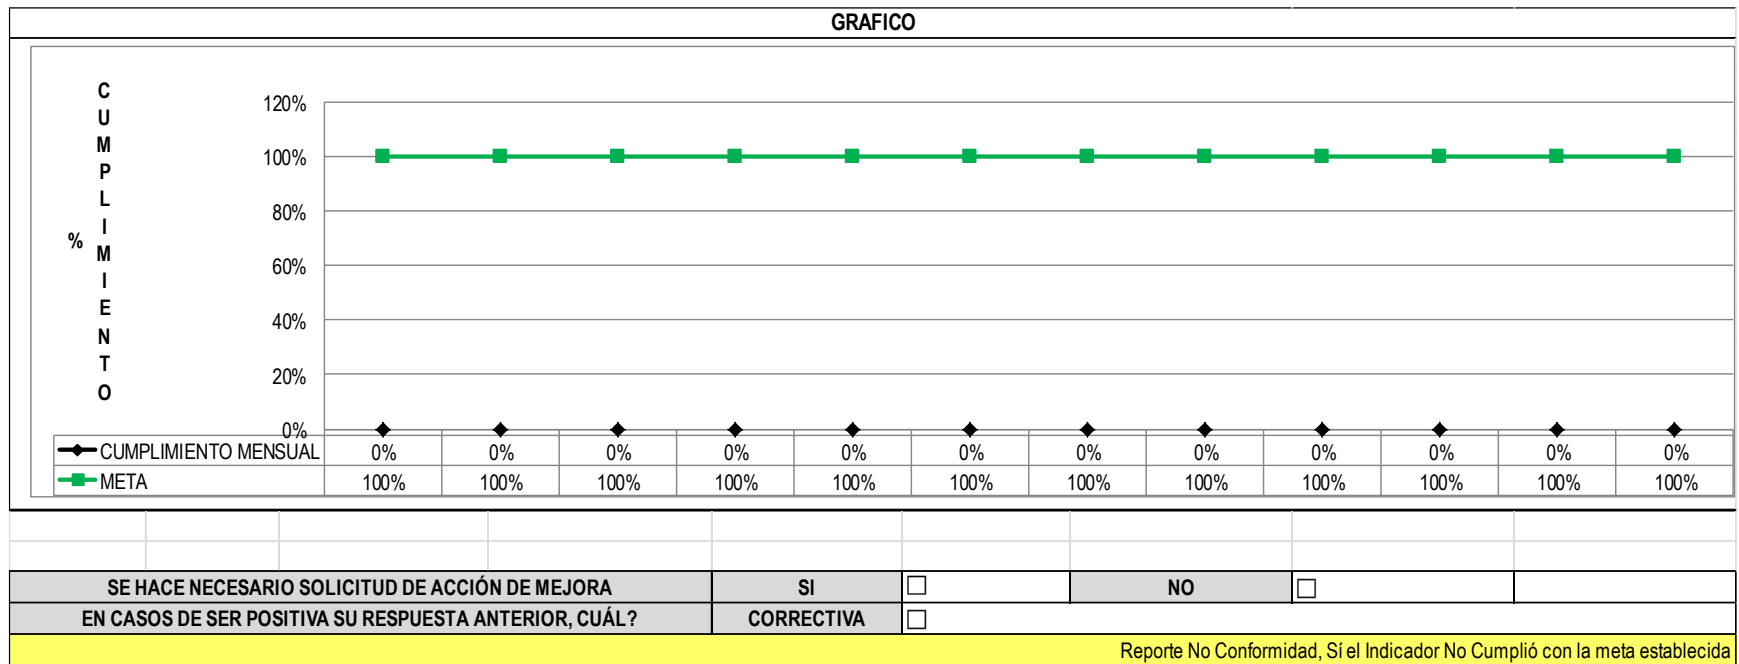 GRAFICO
% CUMPLIMIENTO
120%
100%
80%
60%
40%
20%
0%
CUMPLIMIENTO MENSUAL 0% 0% 0% 0% 0% 0% 0% 0% 0% 0% 0% 0%
META 100% 100% 100% 100% 100% 100% 100% 100% 100% 100% 100% 100%
SE HACE NECESARIO SOLICITUD DE ACCIÓN DE MEJORA SI NO
EN CASOS DE SER POSITIVA SU RESPUESTA ANTERIOR, CUÁL? CORRECTIVA
Reporte No Conformidad, Sí el Indicador No Cumplió con la meta establecida